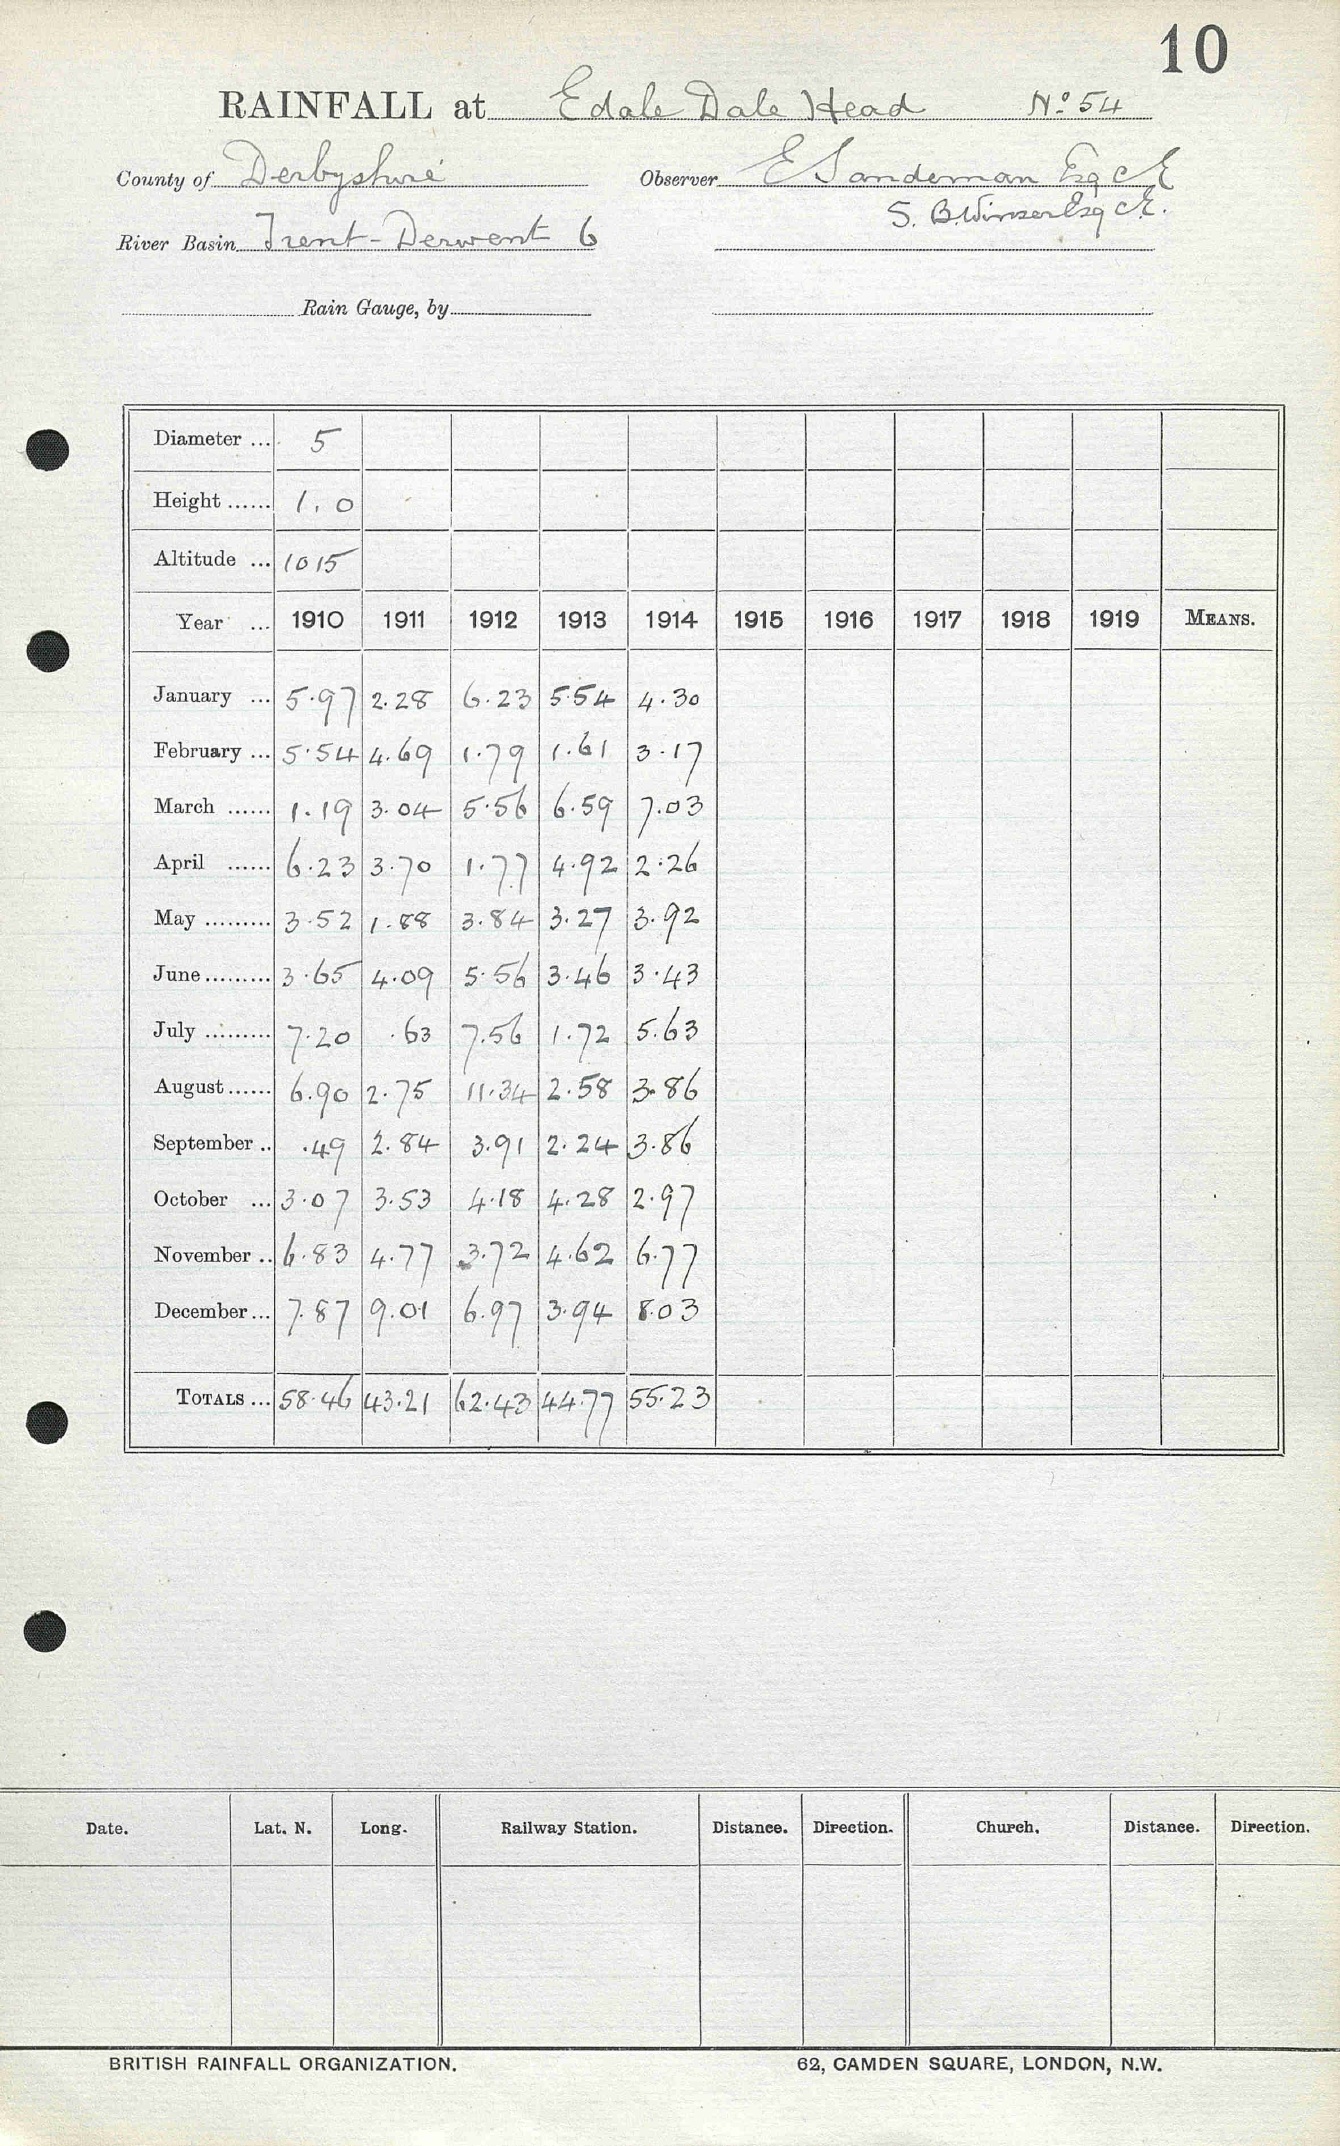 10
RAINFALL at Edale Dale Head No 54
County of Derbyshire Observer E Sandeman Esq CE
S. B. Winser Esq C.E.
River Basin Trent - Derwent 6
Rain Gauge, by
Diameter ... 5
Height ...... 1.0
Altitude ... 1015
Year ... 1910 1911 1912 1913 1914 1915 1916 1917 1918 1919 MEANS.
January ... 5.97 2.28 6.23 5.54 4.30
February ... 5.54 4.69 1.79 1.61 3.17
March ...... 1.19 3.04 5.56 6.59 7.03
April ...... 6.23 3.70 1.77 4.92 2.26
May ......... 3.52 1.88 3.84 3.27 3.92
June ......... 3.65 4.09 5.56 3.46 3.43
July ......... 7.20 .63 7.56 1.72 5.63
August ...... 6.90 2.75 11.34 2.58 3.86
September .. .49 2.84 3.91 2.24 3.86
October ... 3.07 3.53 4.18 4.28 2.97
November .. 6.83 4.77 3.72 4.62 6.77
December ... 7.87 9.01 6.97 3.94 8.03
TOTALS ... 58.46 43.21 62.43 44.77 55.23
Date. Lat. N. Long. Railway Station. Distance. Direction. Church. Distance. Direction.
BRITISH RAINFALL ORGANIZATION. 62, CAMDEN SQUARE, LONDON, N.W.